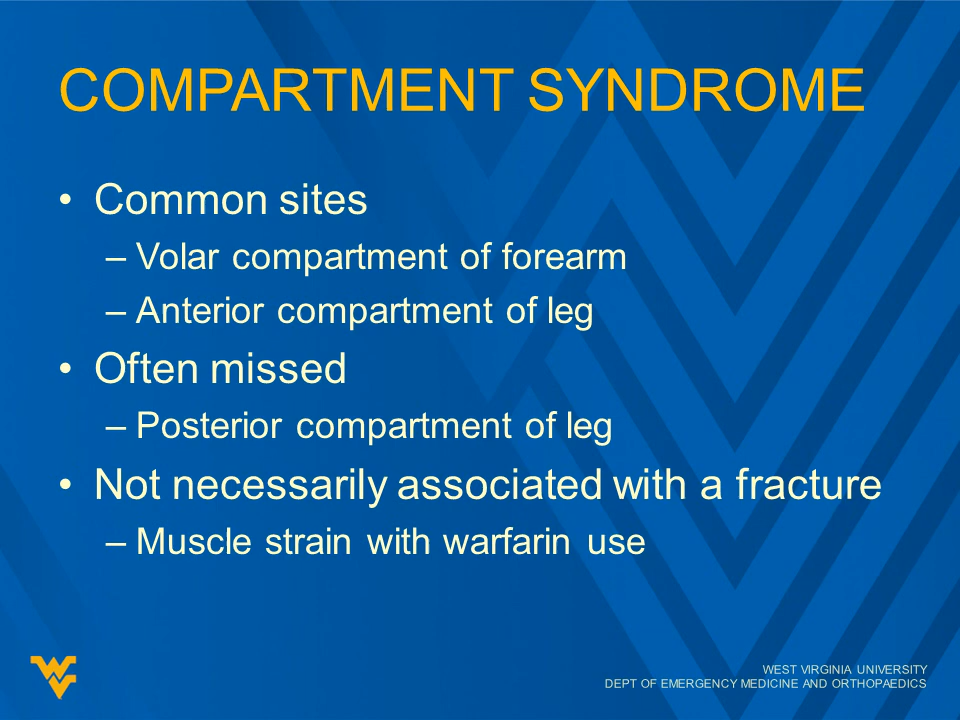 COMPARTMENT SYNDROME
• Common sites
– Volar compartment of forearm
– Anterior compartment of leg
• Often missed
– Posterior compartment of leg
• Not necessarily associated with a fracture
– Muscle strain with warfarin use
WEST VIRGINIA UNIVERSITY
DEPT OF EMERGENCY MEDICINE AND ORTHOPAEDICS